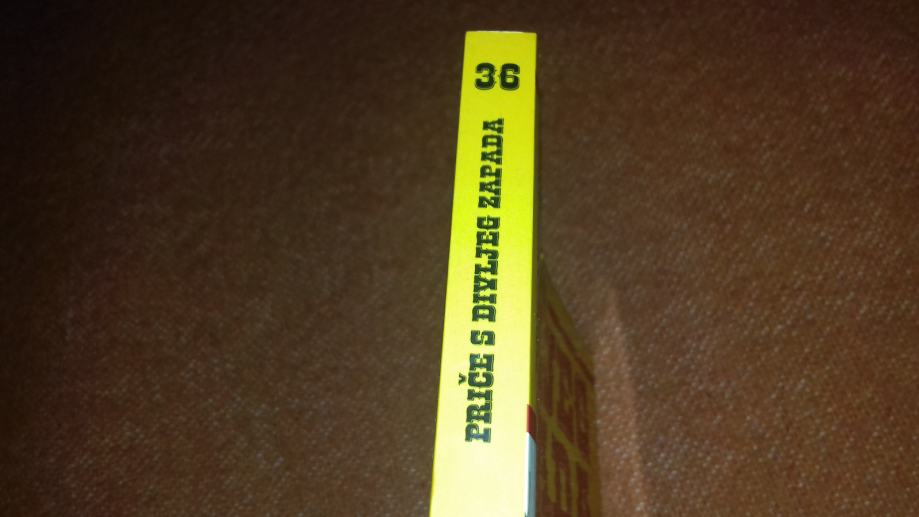 36
PRIČE S DIVLJEG ZAPADA